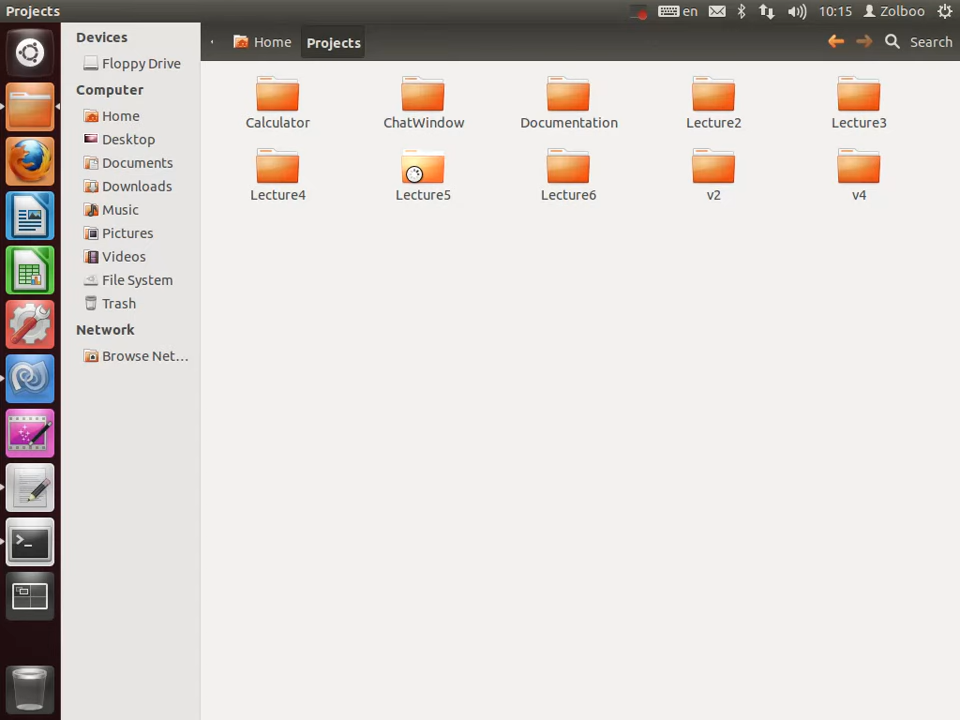 Projects
en
10:15
Zolboo
Home
Projects
Search
Devices
Floppy Drive
Computer
Home
Desktop
Documents
Downloads
Music
Pictures
Videos
File System
Trash
Network
Browse Net...
Calculator
ChatWindow
Documentation
Lecture2
Lecture3
Lecture4
Lecture5
Lecture6
v2
v4